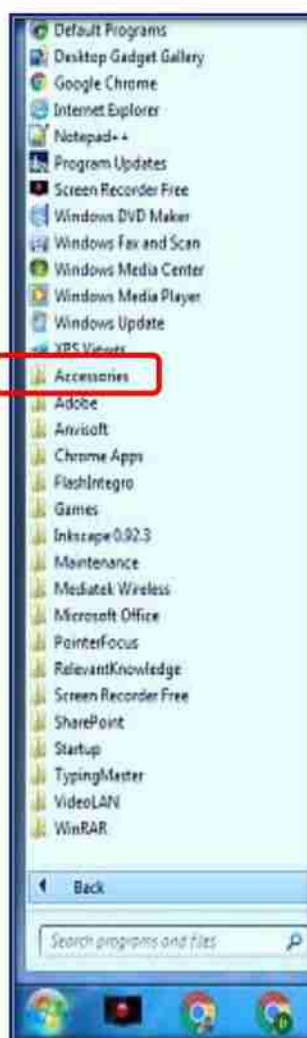 Default Programs
Desktop Gadget Gallery
Google Chrome
Internet Explorer
Notepad++
Program Updates
Screen Recorder Free
Windows DVD Maker
Windows Fax and Scan
Windows Media Center
Windows Media Player
Windows Update
XPS Viewer
Accessories
Adobe
Anvisoft
Chrome Apps
FlashIntegro
Games
Inkscape 0.92.3
Maintenance
Mediatek Wireless
Microsoft Office
PointerFocus
RelevantKnowledge
Screen Recorder Free
SharePoint
Startup
TypingMaster
VideoLAN
WinRAR
Back
Search programs and files